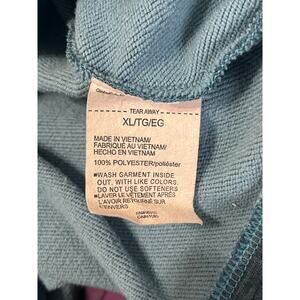 TEAR AWAY
XL/TG/EG
MADE IN VIETNAM/
FABRIQUÉ AU VIETNAM/
HECHO EN VIETNAM
100% POLYESTER/poliéster
■WASH GARMENT INSIDE
OUT, WITH LIKE COLORS.
DO NOT USE SOFTENERS
■LAVER LE VÊTEMENT APRÈS
L'AVOIR RETOURNÉ SUR
L'ENVERS